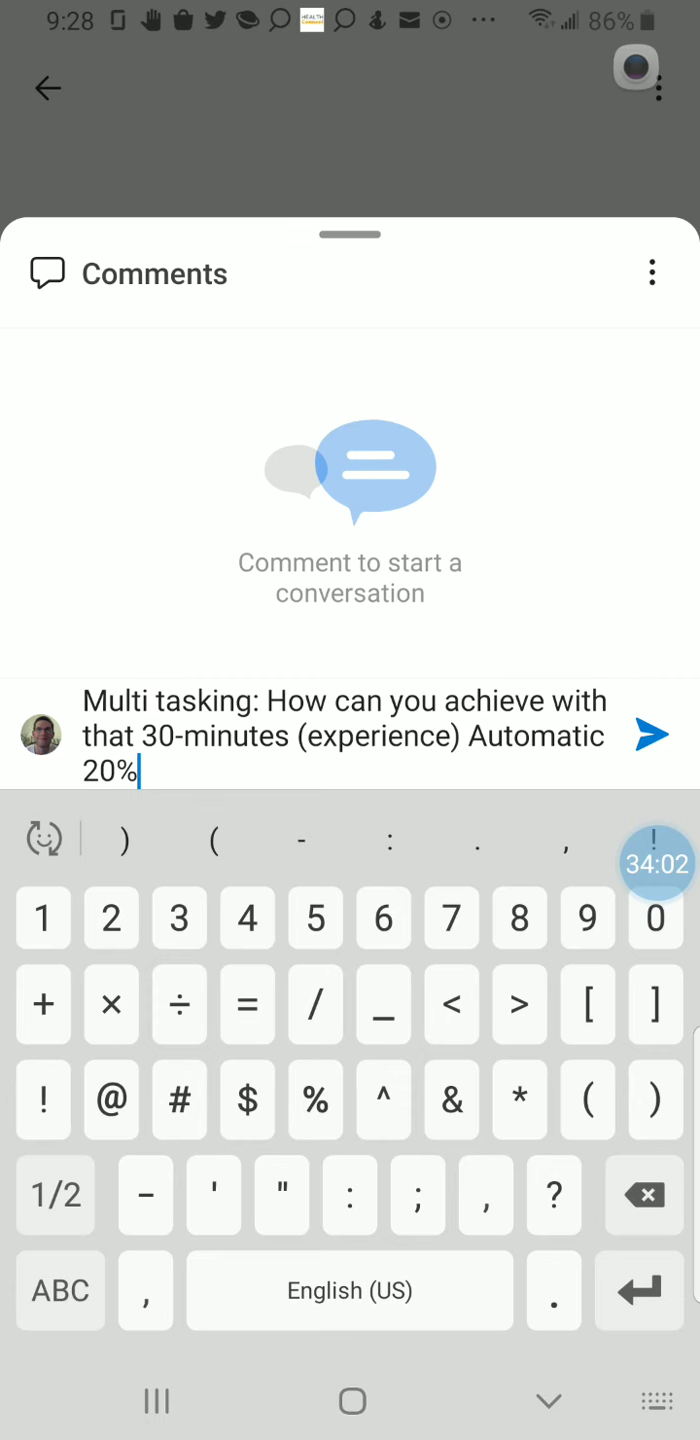 9:28 86%
Comments
Comment to start a
conversation
Multi tasking: How can you achieve with
that 30-minutes (experience) Automatic
20%
) ( - : . , !
34:02
1 2 3 4 5 6 7 8 9 0
+ × ÷ = / _ < > [ ]
! @ # $ % ^ & * ( )
1/2 - ' " : ; , ?
ABC , English (US) .